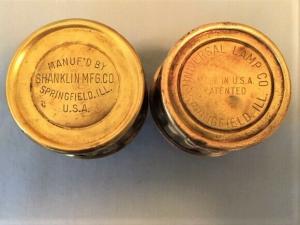 MANUF'D BY
SHANKLIN MFG.CO
SPRINGFIELD, ILL.
U.S.A.
UNIVERSAL LAMP CO
MADE IN U.S.A
PATENTED
SPRINGFIELD, ILL.